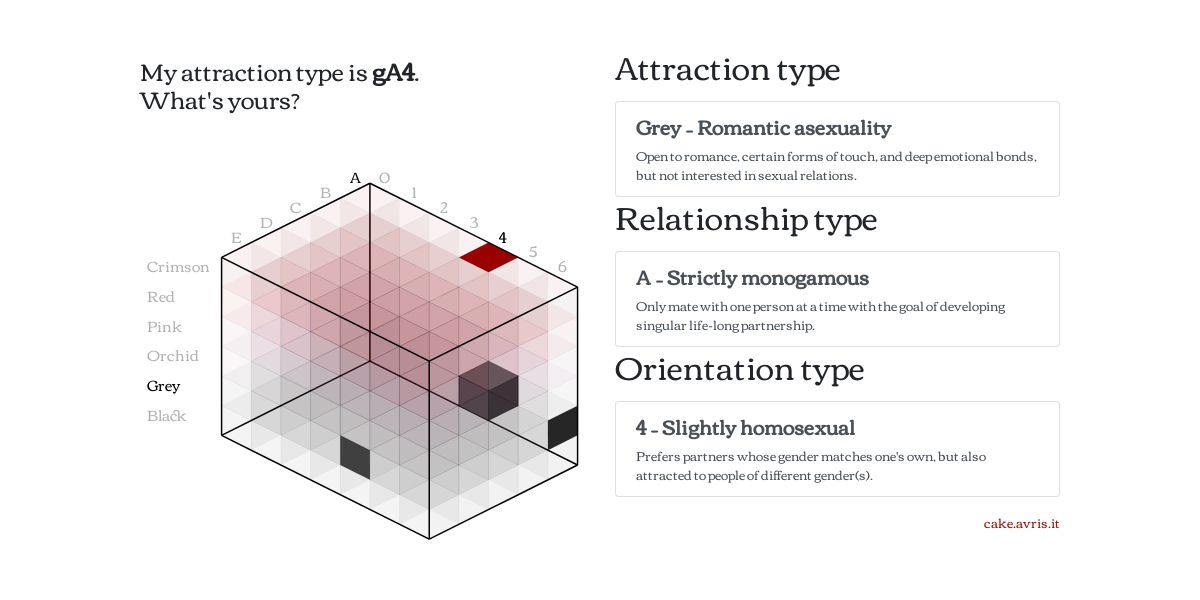 My attraction type is gA4.
What's yours?
A O
B 1
C 2
D 3
E 4
5
6
Crimson
Red
Pink
Orchid
Grey
Black
Attraction type
Grey – Romantic asexuality
Open to romance, certain forms of touch, and deep emotional bonds,
but not interested in sexual relations.
Relationship type
A – Strictly monogamous
Only mate with one person at a time with the goal of developing
singular life-long partnership.
Orientation type
4 – Slightly homosexual
Prefers partners whose gender matches one's own, but also
attracted to people of different gender(s).
cake.avris.it